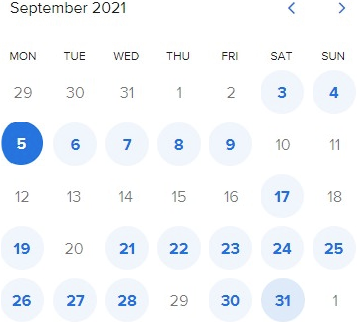 September 2021
MON TUE WED THU FRI SAT SUN
29 30 31 1 2 3 4
5 6 7 8 9 10 11
12 13 14 15 16 17 18
19 20 21 22 23 24 25
26 27 28 29 30 31 1